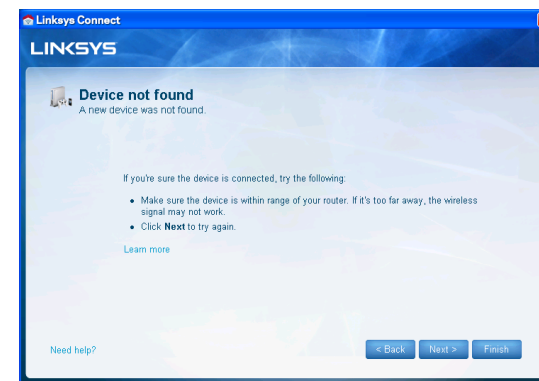 Linksys Connect
LINKSYS
Device not found
A new device was not found.
If you're sure the device is connected, try the following:
• Make sure the device is within range of your router. If it's too far away, the wireless
signal may not work.
• Click Next to try again.
Learn more
Need help?
< Back
Next >
Finish